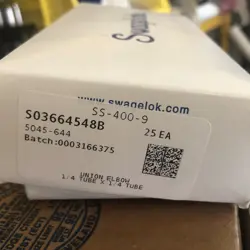 Swagelok
www.swagelok.com
SS-400-9
S03664548B
5045-644
25 EA
Batch:0003166375
UNION ELBOW
1/4 TUBE X 1/4 TUBE